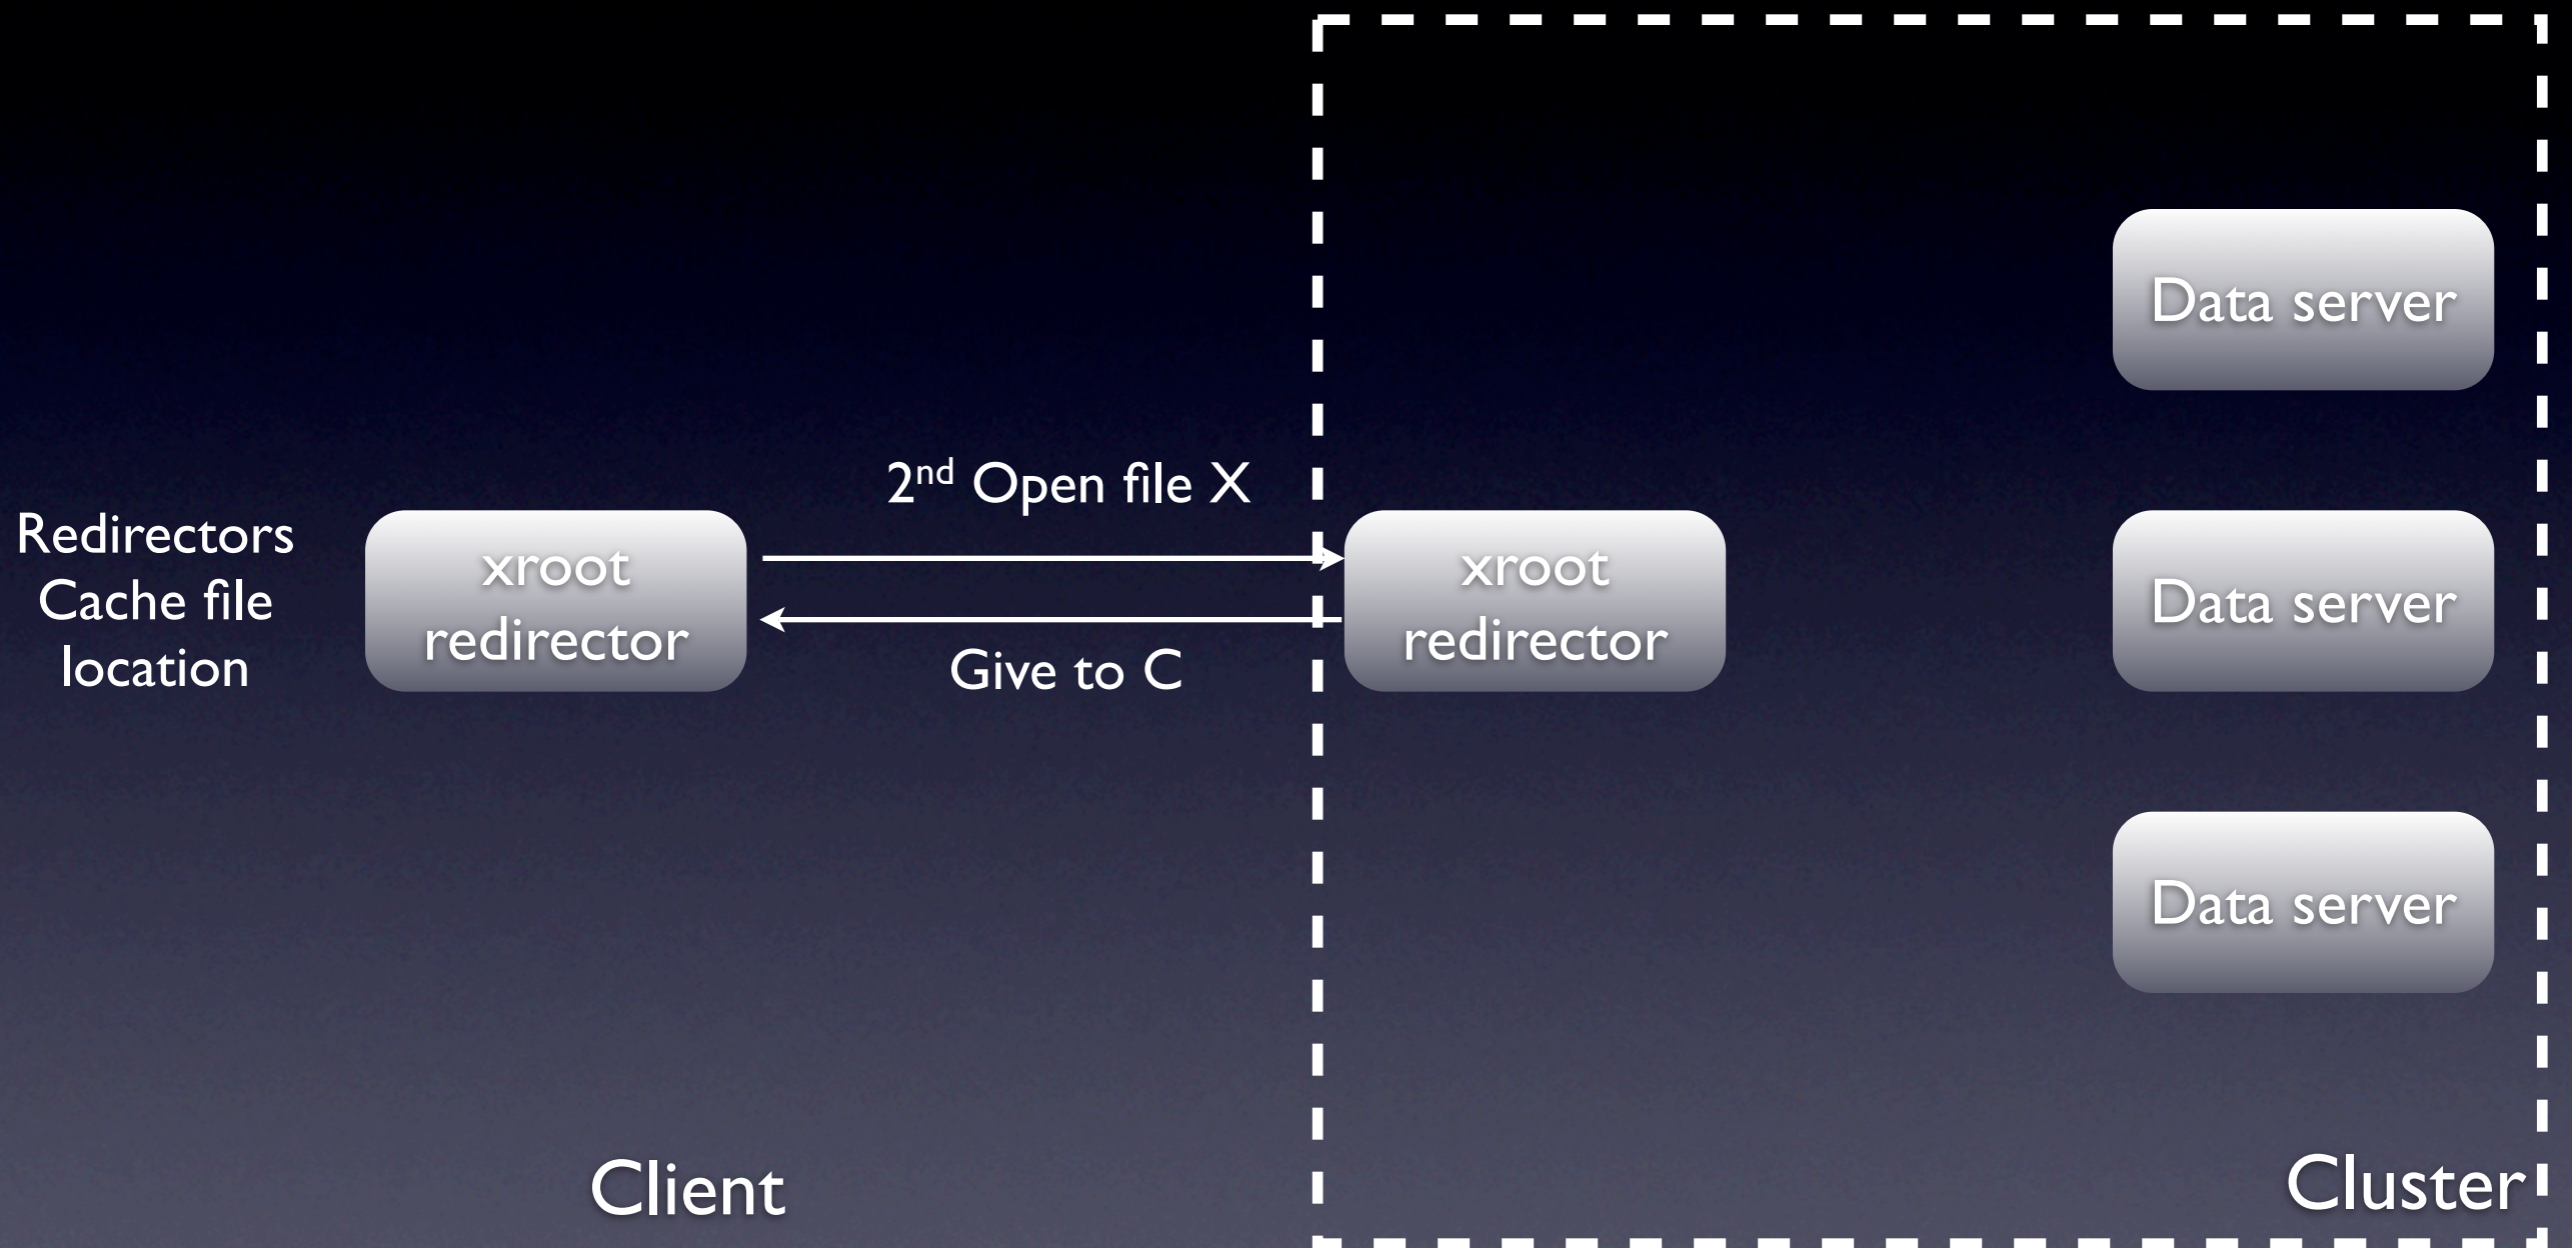 Redirectors
Cache file
location
xroot
redirector
2nd Open file X
Give to C
xroot
redirector
Data server
Data server
Data server
Client
Cluster